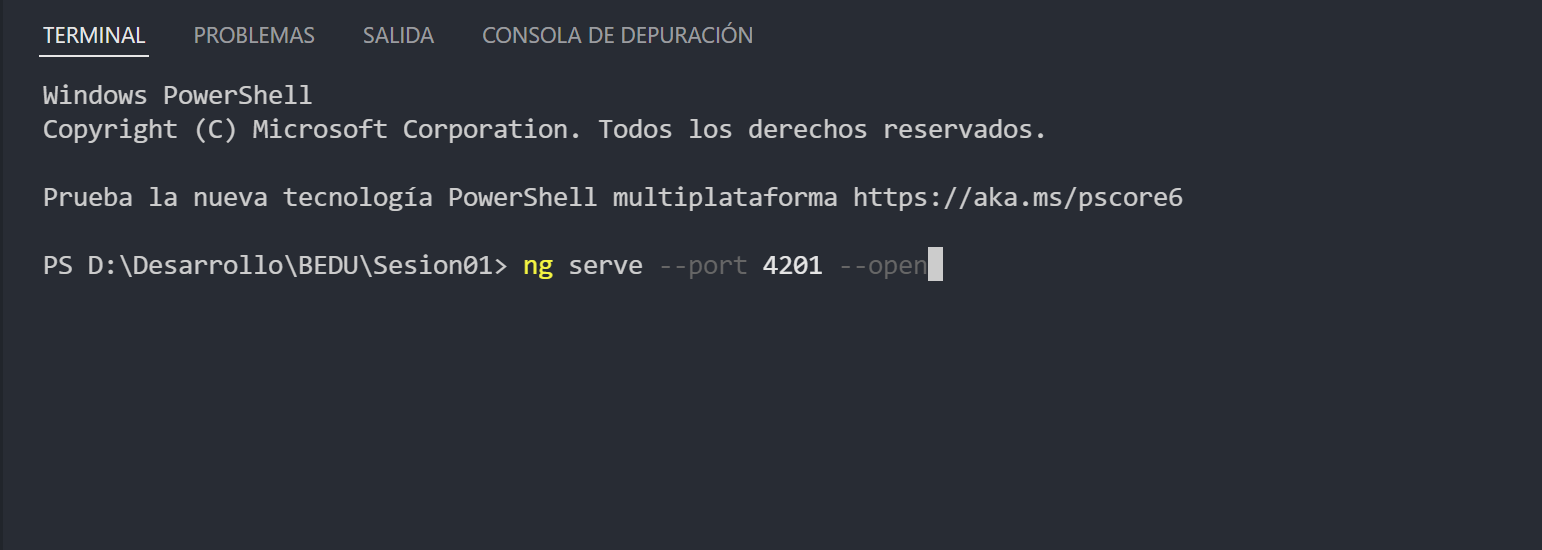 TERMINAL PROBLEMAS SALIDA CONSOLA DE DEPURACIÓN
Windows PowerShell
Copyright (C) Microsoft Corporation. Todos los derechos reservados.
Prueba la nueva tecnología PowerShell multiplataforma https://aka.ms/pscore6
PS D:\Desarrollo\BEDU\Sesion01> ng serve --port 4201 --open